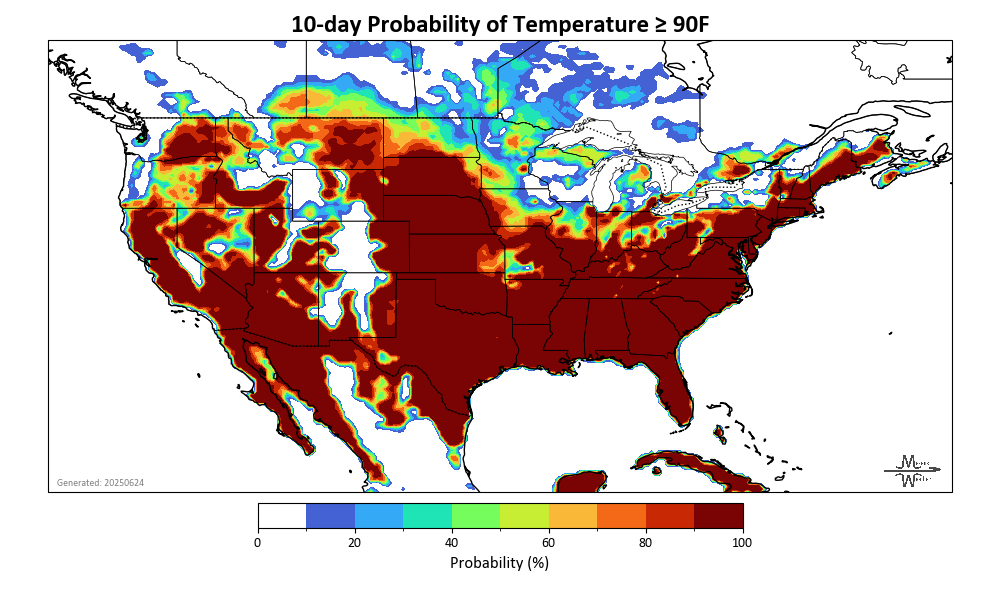 10-day Probability of Temperature ≥ 90F
Generated: 20250624
0 20 40 60 80 100
Probability (%)